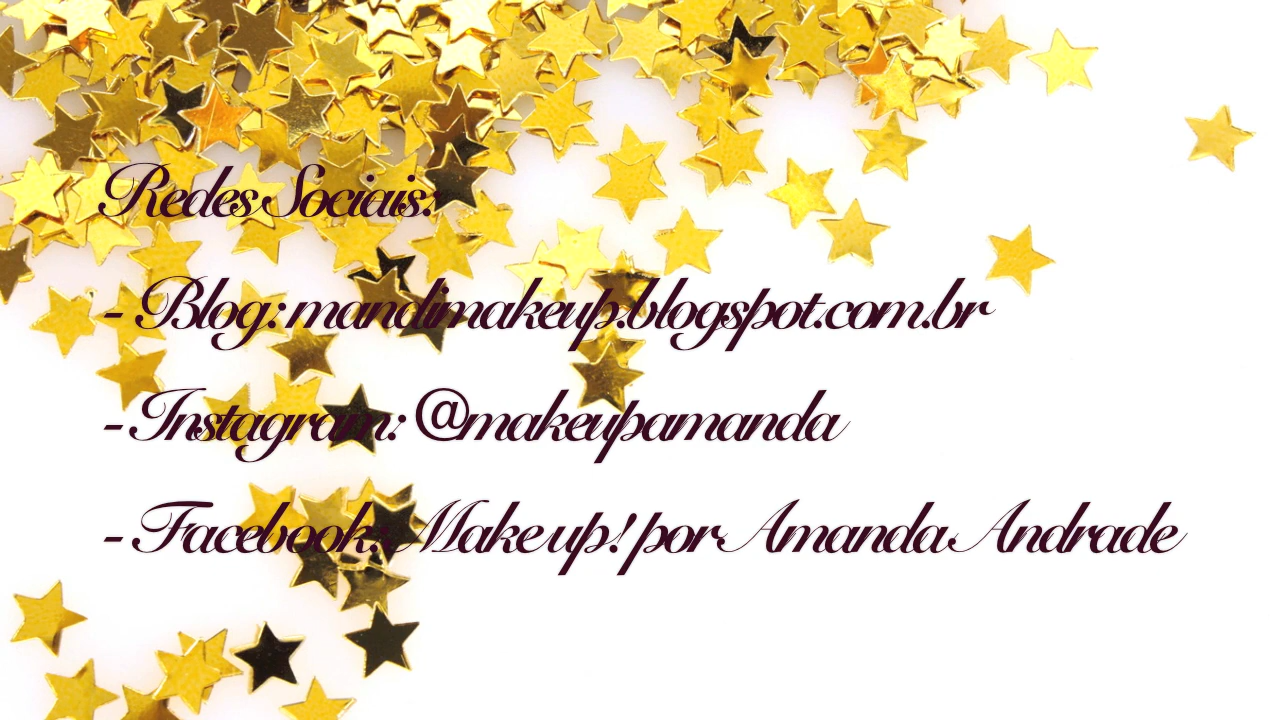 Redes Sociais:
- Blog: mandimakeup.blogspot.com.br
- Instagram: @makeupamanda
- Facebook: Make up! por Amanda Andrade